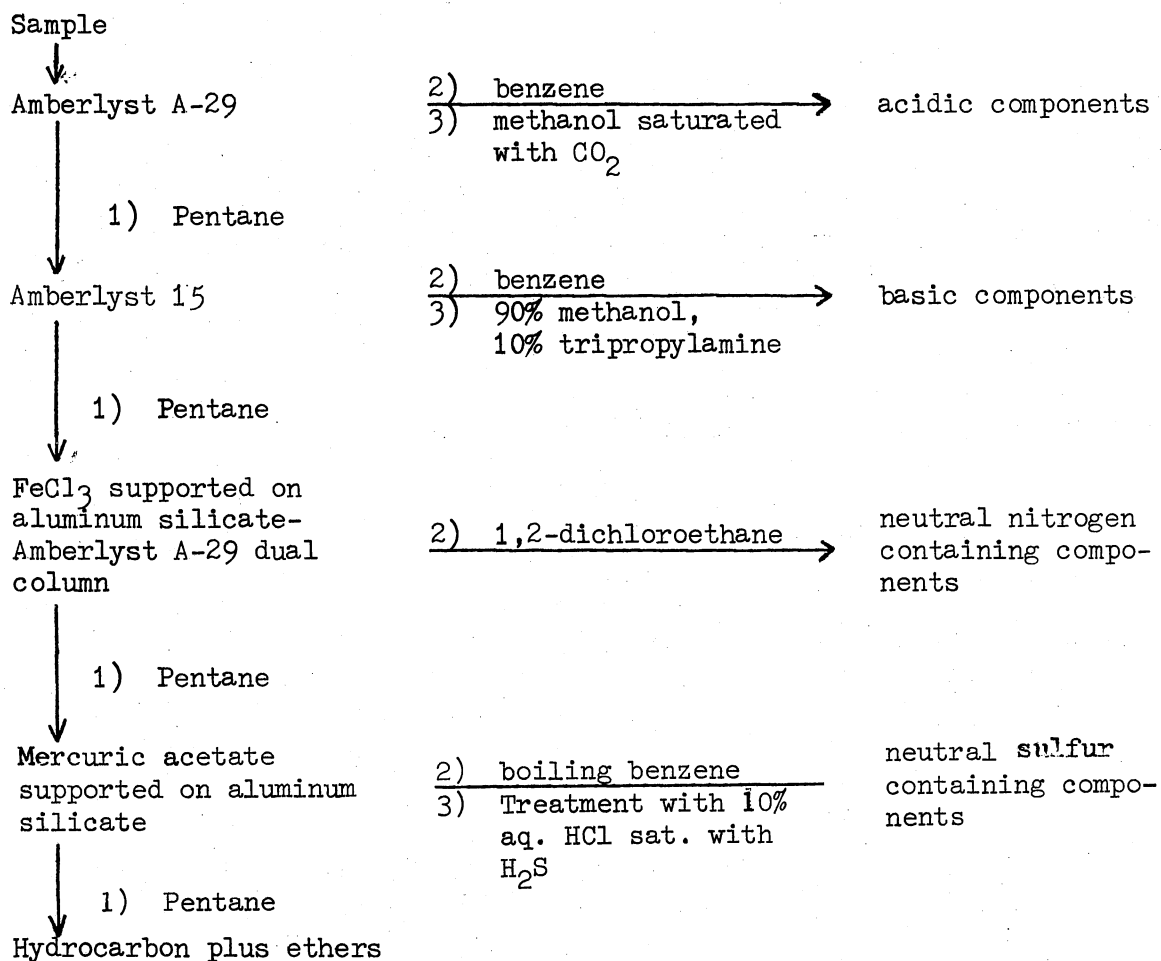 Sample
Amberlyst A-29
2) benzene
3) methanol saturated
with CO2
acidic components
1) Pentane
Amberlyst 15
2) benzene
3) 90% methanol,
10% tripropylamine
basic components
1) Pentane
FeCl3 supported on
aluminum silicate-
Amberlyst A-29 dual
column
2) 1,2-dichloroethane
neutral nitrogen
containing compo-
nents
1) Pentane
Mercuric acetate
supported on aluminum
silicate
2) boiling benzene
3) Treatment with 10%
aq. HCl sat. with
H2S
neutral sulfur
containing compo-
nents
1) Pentane
Hydrocarbon plus ethers